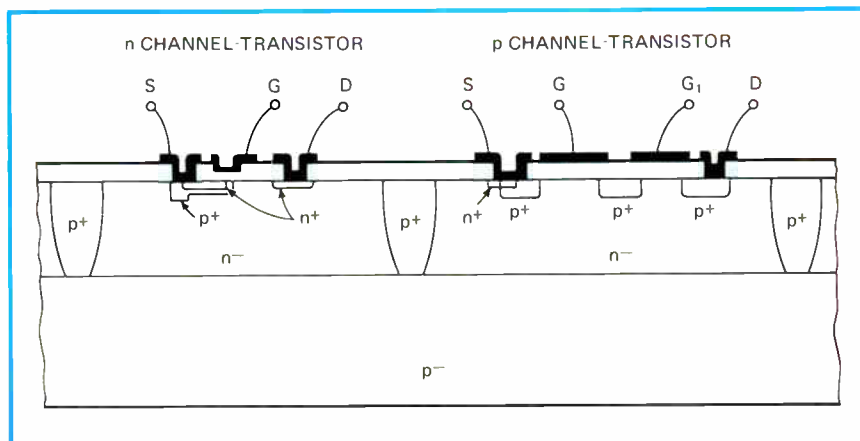 n CHANNEL-TRANSISTOR p CHANNEL-TRANSISTOR
S G D S G G₁ D
p+ p+ n+ p+ n+ p+ p+ p+ p+
n− n−
p−